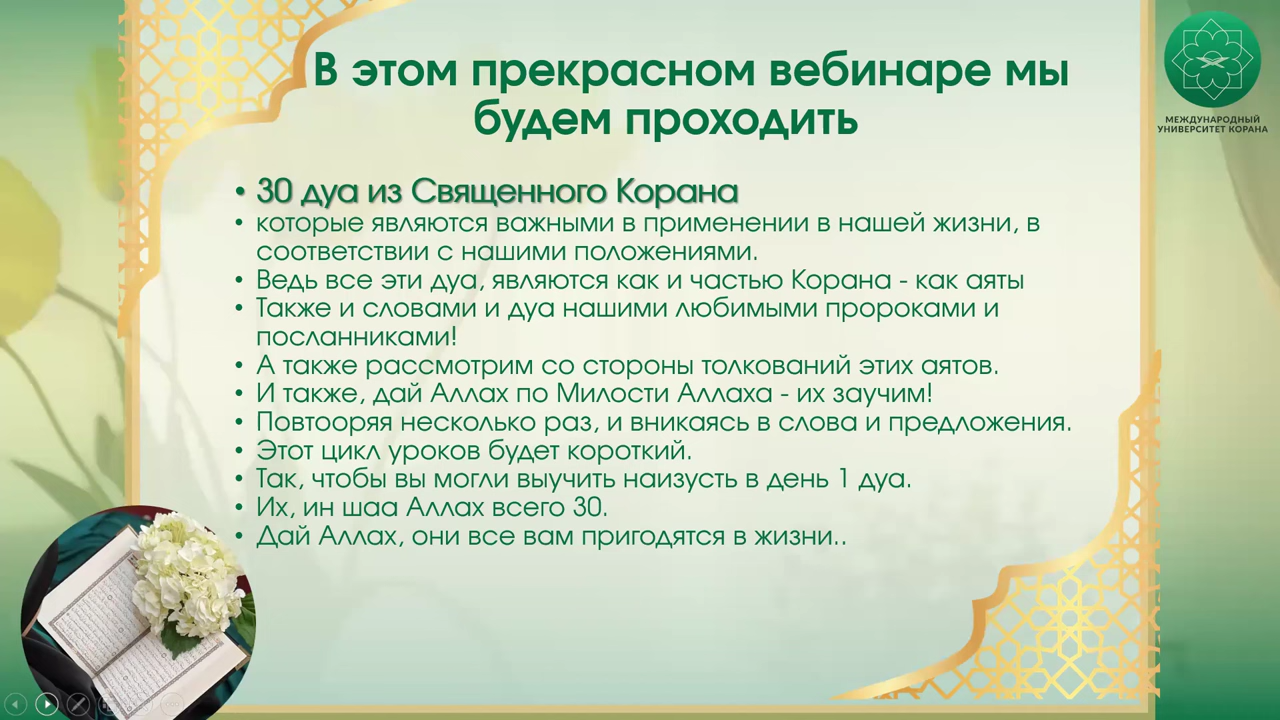 В этом прекрасном вебинаре мы
будем проходить
МЕЖДУНАРОДНЫЙ
УНИВЕРСИТЕТ КОРАНА
• 30 дуа из Священного Корана
• которые являются важными в применении в нашей жизни, в
соответствии с нашими положениями.
• Ведь все эти дуа, являются как и частью Корана - как аяты
• Также и словами и дуа нашими любимыми пророками и
посланниками!
• А также рассмотрим со стороны толкований этих аятов.
• И также, дай Аллах по Милости Аллаха - их заучим!
• Повтооряя несколько раз, и вникаясь в слова и предложения.
• Этот цикл уроков будет короткий.
• Так, чтобы вы могли выучить наизусть в день 1 дуа.
• Их, ин шаа Аллах всего 30.
• Дай Аллах, они все вам пригодятся в жизни..